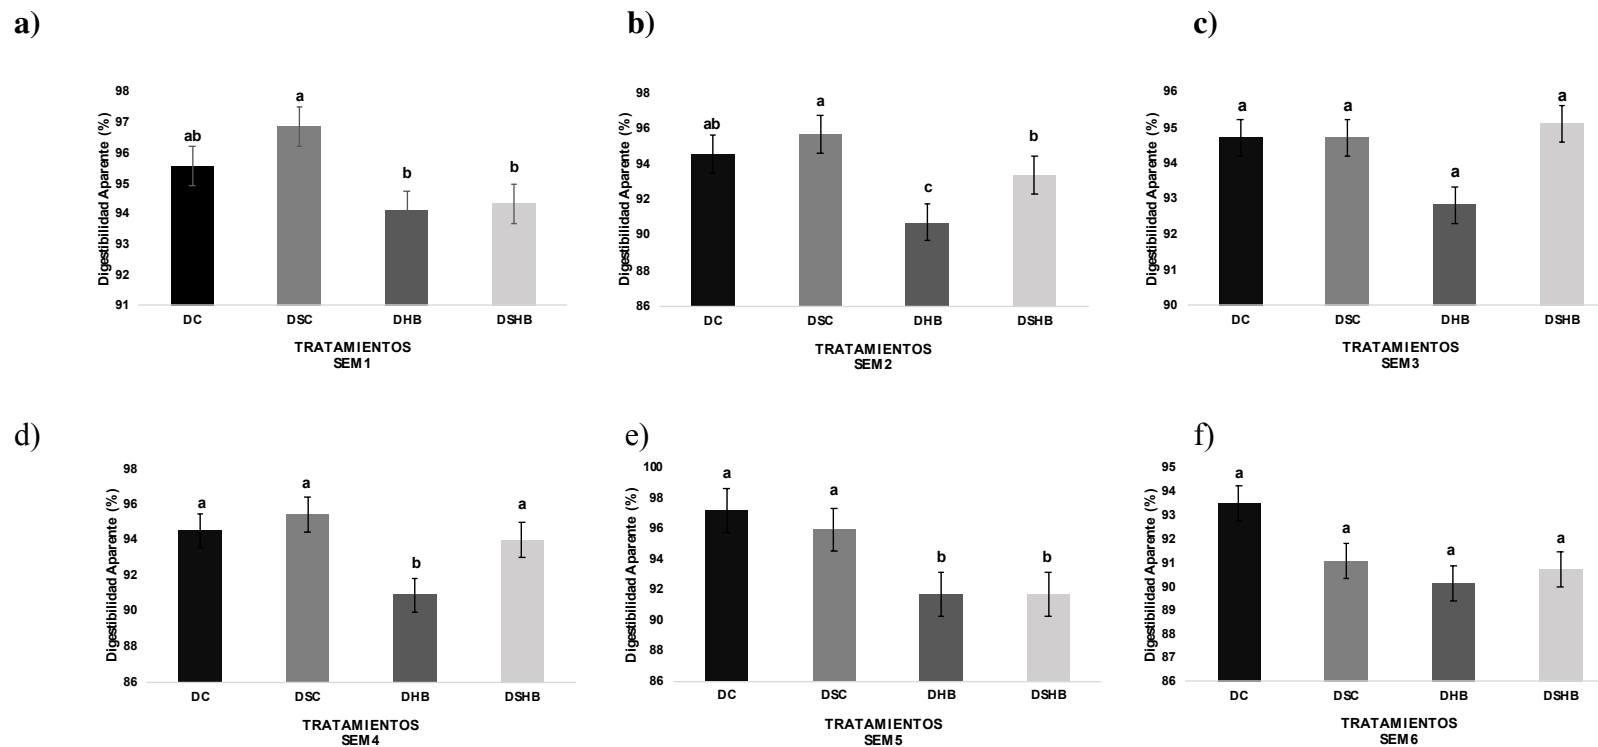 a)
Digestibilidad Aparente (%)
98
97
96
95
94
93
92
91
ab
a
b
b
DC DSC DHB DSHB
TRATAMIENTOS
SEM1
b)
Digestibilidad Aparente (%)
98
96
94
92
90
88
86
ab
a
c
b
DC DSC DHB DSHB
TRATAMIENTOS
SEM2
c)
Digestibilidad Aparente (%)
96
95
94
93
92
91
90
a
a
a
a
DC DSC DHB DSHB
TRATAMIENTOS
SEM3
d)
Digestibilidad Aparente (%)
98
96
94
92
90
88
86
a
a
b
a
DC DSC DHB DSHB
TRATAMIENTOS
SEM4
e)
Digestibilidad Aparente (%)
100
98
96
94
92
90
88
86
a
a
b
b
DC DSC DHB DSHB
TRATAMIENTOS
SEM5
f)
Digestibilidad Aparente (%)
95
94
93
92
91
90
89
88
87
86
a
a
a
a
DC DSC DHB DSHB
TRATAMIENTOS
SEM6